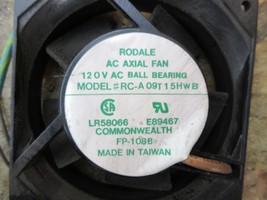 RODALE
AC AXIAL FAN
120V AC BALL BEARING
MODEL#RC-A09T15HWB
LR58066 E89467
COMMONWEALTH
FP-108B
MADE IN TAIWAN